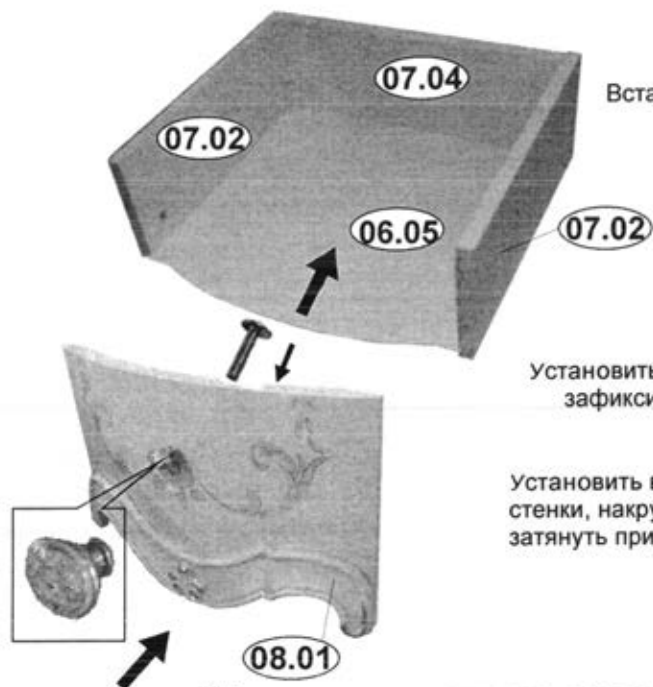 07.04
Вста
07.02
06.05
07.02
Установить
зафикси
Установить в
стенки, накру
затянуть при
08.01